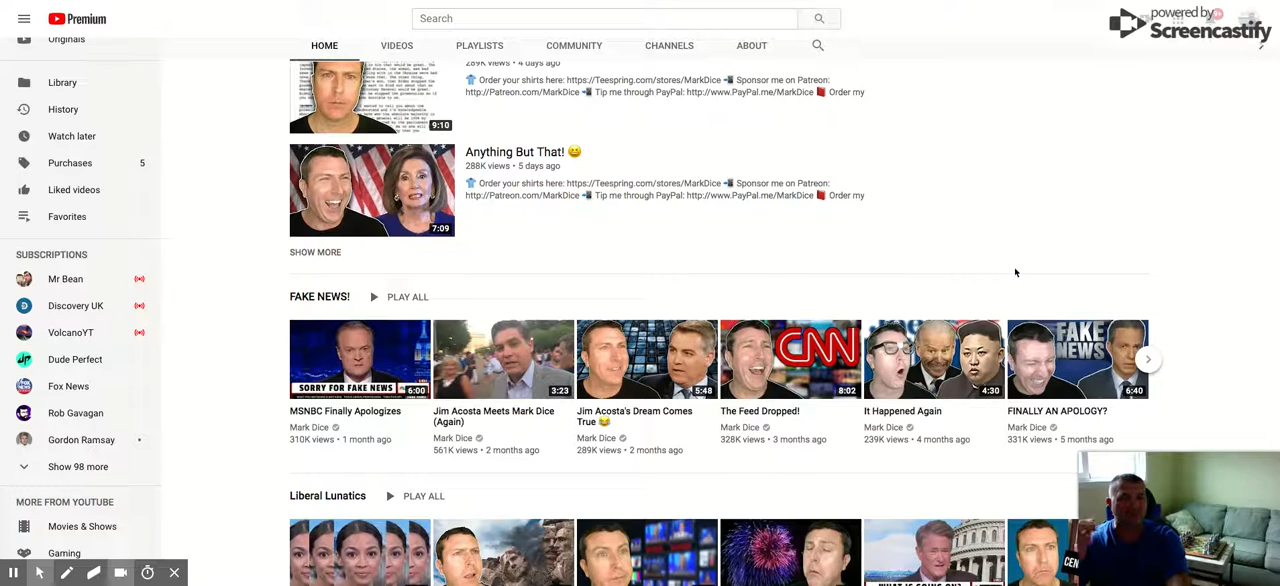 Premium
Search
powered by
Screencastify
HOME
VIDEOS
PLAYLISTS
COMMUNITY
CHANNELS
ABOUT
Originals
Library
History
Watch later
Purchases 5
Liked videos
Favorites
SUBSCRIPTIONS
Mr Bean
Discovery UK
VolcanoYT
Dude Perfect
Fox News
Rob Gavagan
Gordon Ramsay
Show 98 more
MORE FROM YOUTUBE
Movies & Shows
Gaming
289K views • 4 days ago
👕 Order your shirts here: https://Teespring.com/stores/MarkDice 📲 Sponsor me on Patreon:
http://Patreon.com/MarkDice 📲 Tip me through PayPal: http://www.PayPal.me/MarkDice 📕 Order my
9:10
Anything But That! 😀
288K views • 5 days ago
👕 Order your shirts here: https://Teespring.com/stores/MarkDice 📲 Sponsor me on Patreon:
http://Patreon.com/MarkDice 📲 Tip me through PayPal: http://www.PayPal.me/MarkDice 📕 Order my
7:09
SHOW MORE
FAKE NEWS!
PLAY ALL
SORRY FOR FAKE NEWS
6:00
MSNBC Finally Apologizes
Mark Dice
310K views • 1 month ago
3:23
Jim Acosta Meets Mark Dice
(Again)
Mark Dice
561K views • 2 months ago
5:48
Jim Acosta's Dream Comes
True 😂
Mark Dice
289K views • 2 months ago
CNN
8:02
The Feed Dropped!
Mark Dice
328K views • 3 months ago
4:30
It Happened Again
Mark Dice
239K views • 4 months ago
FAKE
NEWS
6:40
FINALLY AN APOLOGY?
Mark Dice
331K views • 5 months ago
Liberal Lunatics
PLAY ALL
CEN